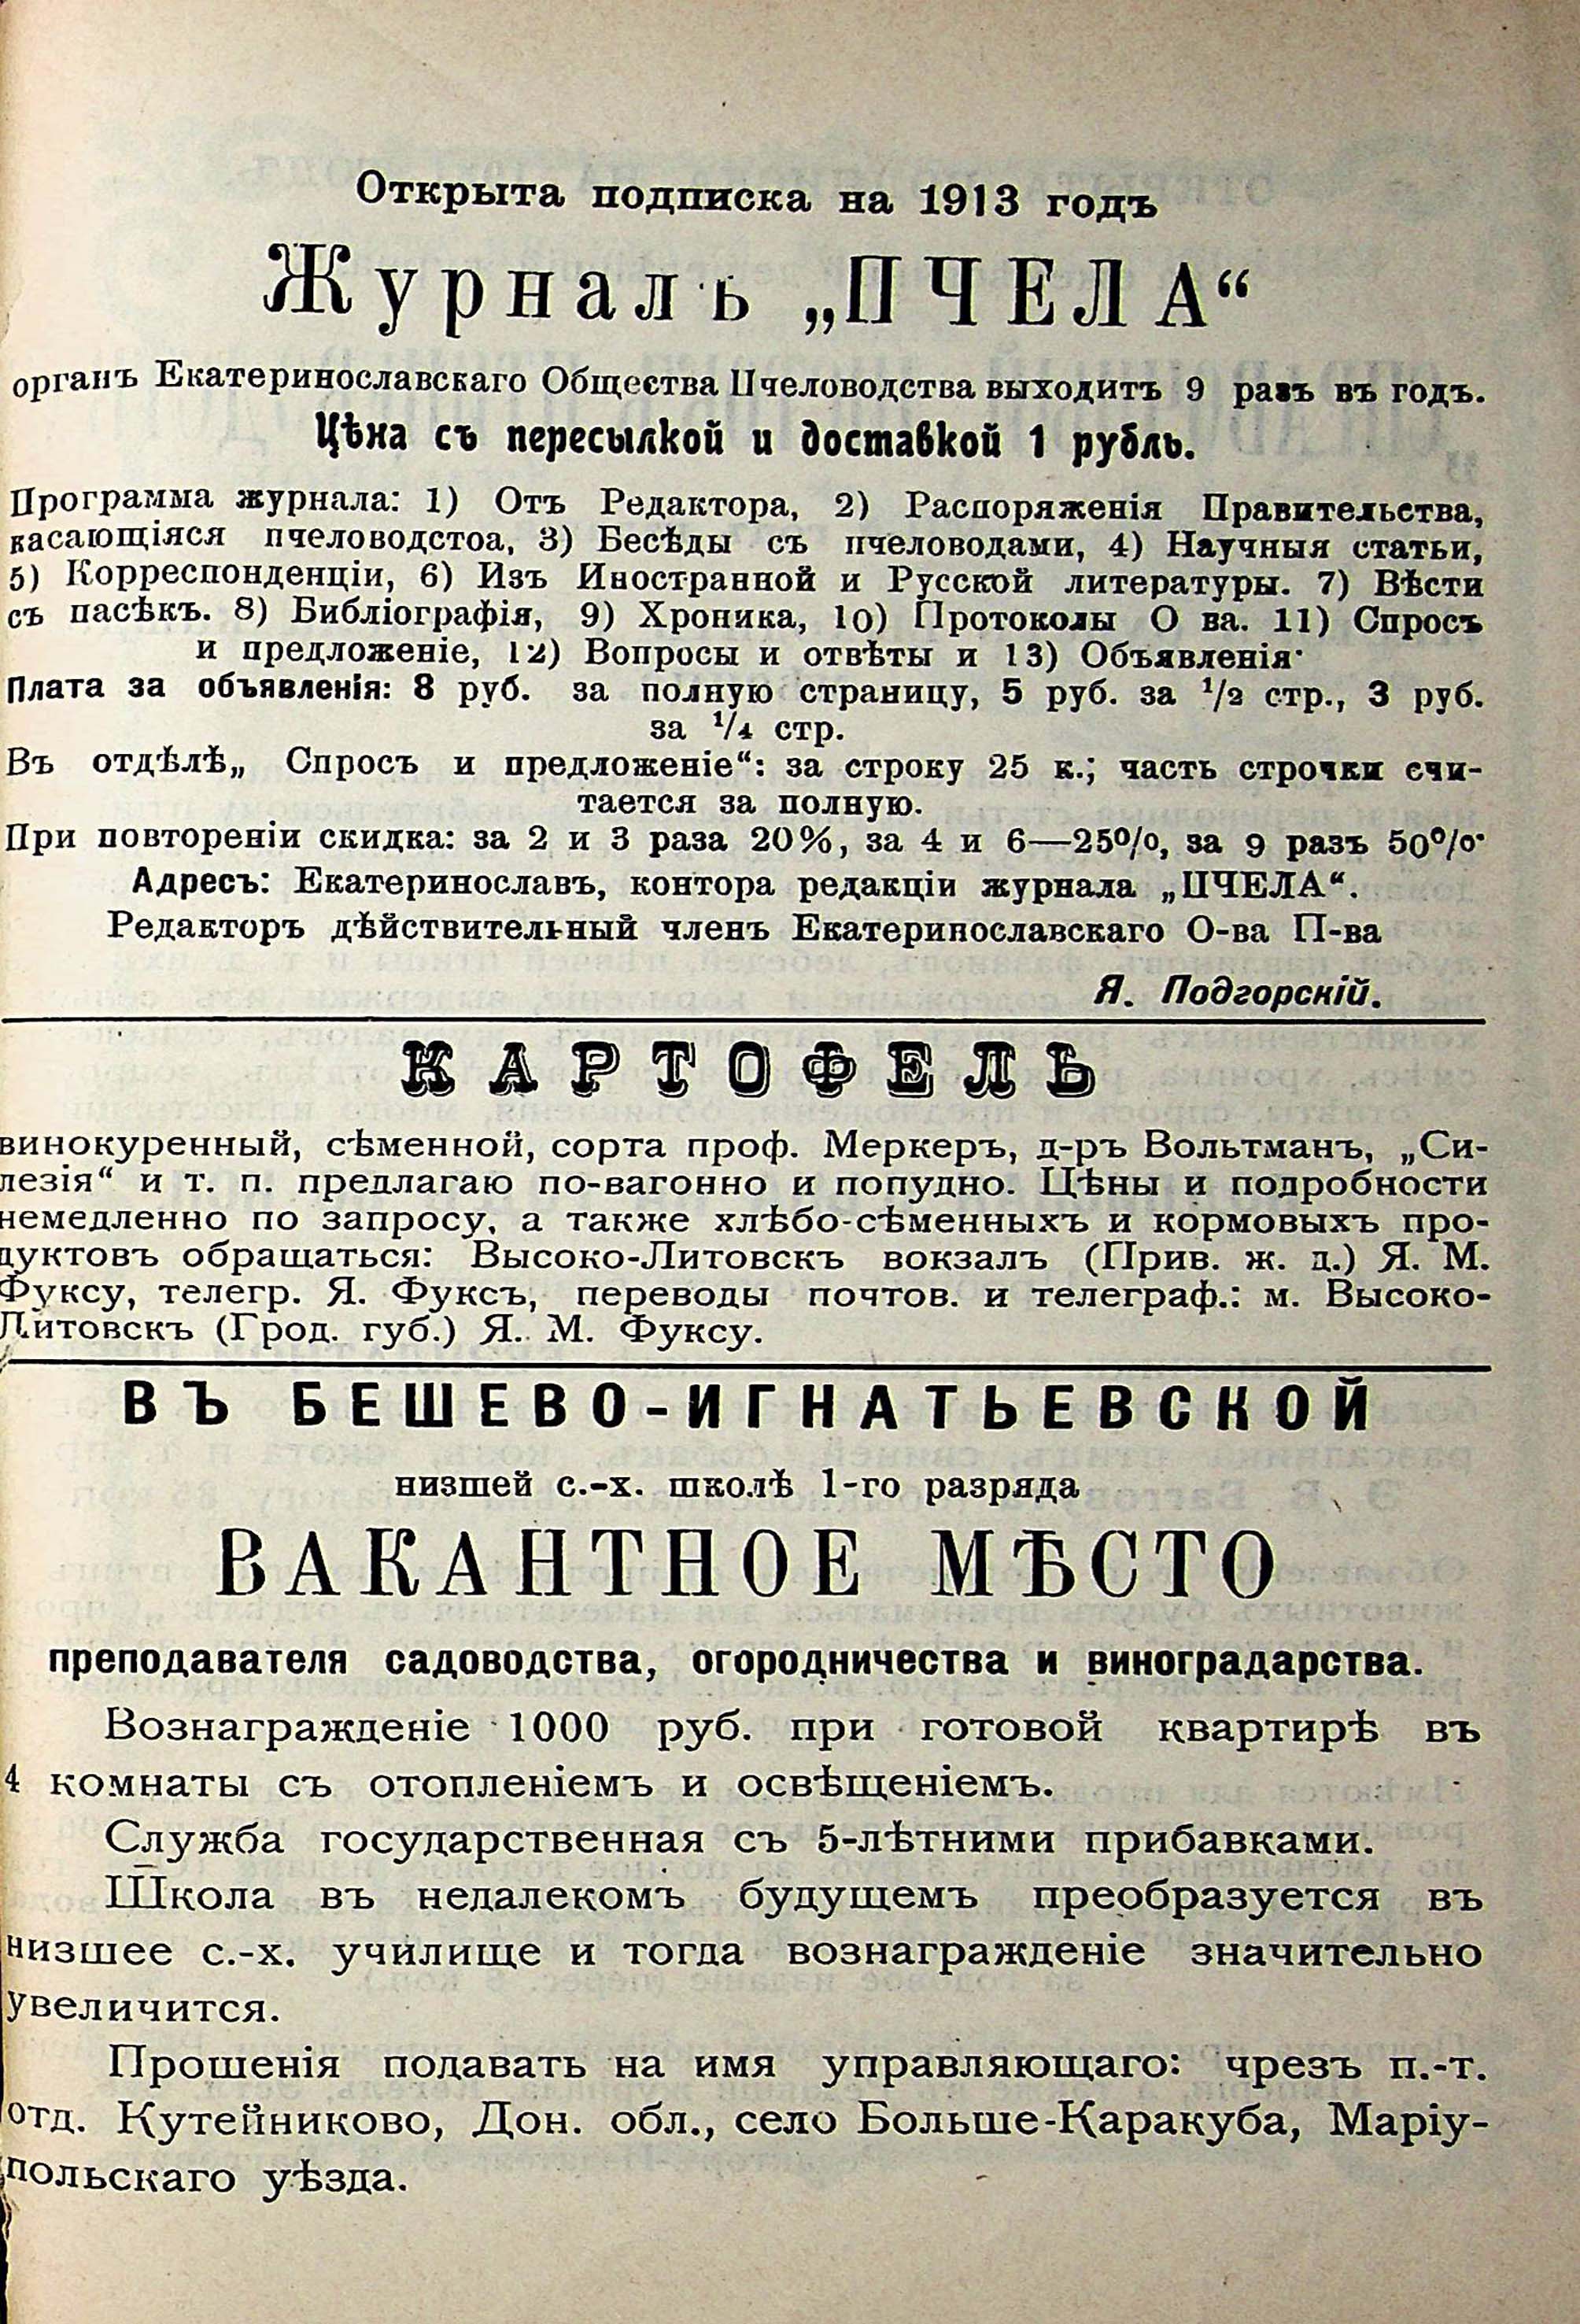 Открыта подписка на 1913 годъ
Журналъ „ПЧЕЛА“
органъ Екатеринославскаго Общества Пчеловодства выходитъ 9 разъ въ годъ.
Цѣна съ пересылкой и доставкой 1 рубль.
Программа журнала: 1) Отъ Редактора, 2) Распоряженія Правительства,
касающіяся пчеловодстоа, 3) Бесѣды съ пчеловодами, 4) Научныя статьи,
5) Корреспонденціи, 6) Изъ Иностранной и Русской литературы. 7) Вѣсти
съ пасѣкъ. 8) Библіографія, 9) Хроника, 10) Протоколы О ва. 11) Спросъ
и предложеніе, 12) Вопросы и отвѣты и 13) Объявленія·
Плата за объявленія: 8 руб. за полную страницу, 5 руб. за ½ стр., 3 руб.
за ¼ стр.
Въ отдѣлѣ„ Спросъ и предложеніе“: за строку 25 к.; часть строчки счи-
тается за полную.
При повтореніи скидка: за 2 и 3 раза 20%, за 4 и 6—25%, за 9 разъ 50%·
Адресъ: Екатеринославъ, контора редакціи журнала „ПЧЕЛА“.
Редакторъ дѣйствительный членъ Екатеринославскаго О-ва П-ва
Я. Подгорскій.
КАРТОФЕЛЬ
винокуренный, сѣменной, сорта проф. Меркеръ, д-ръ Вольтманъ, „Си-
лезія“ и т. п. предлагаю по-вагонно и попудно. Цѣны и подробности
немедленно по запросу, а также хлѣбо-сѣменныхъ и кормовыхъ про-
дуктовъ обращаться: Высоко-Литовскъ вокзалъ (Прив. ж. д.) Я. М.
Фуксу, телегр. Я. Фуксъ, переводы почтов. и телеграф.: м. Высоко-
Литовскъ (Грод. губ.) Я. М. Фуксу.
ВЪ БЕШЕВО-ИГНАТЬЕВСКОЙ
низшей с.-х. школѣ 1-го разряда
ВАКАНТНОЕ МѢСТО
преподавателя садоводства, огородничества и виноградарства.
Вознагражденіе 1000 руб. при готовой квартирѣ въ
4 комнаты съ отопленіемъ и освѣщеніемъ.
Служба государственная съ 5-лѣтними прибавками.
Школа въ недалекомъ будущемъ преобразуется въ
низшее с.-х. училище и тогда вознагражденіе значительно
увеличится.
Прошенія подавать на имя управляющаго: чрезъ п.-т.
отд. Кутейниково, Дон. обл., село Больше-Каракуба, Маріу-
польскаго уѣзда.